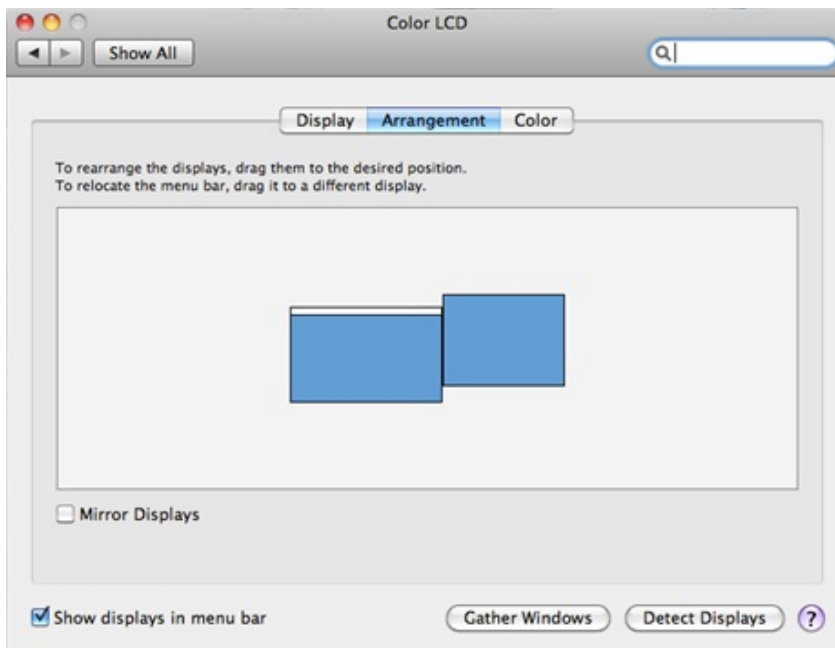 Color LCD
Show All
Display Arrangement Color
To rearrange the displays, drag them to the desired position.
To relocate the menu bar, drag it to a different display.
Mirror Displays
Show displays in menu bar Gather Windows Detect Displays ?